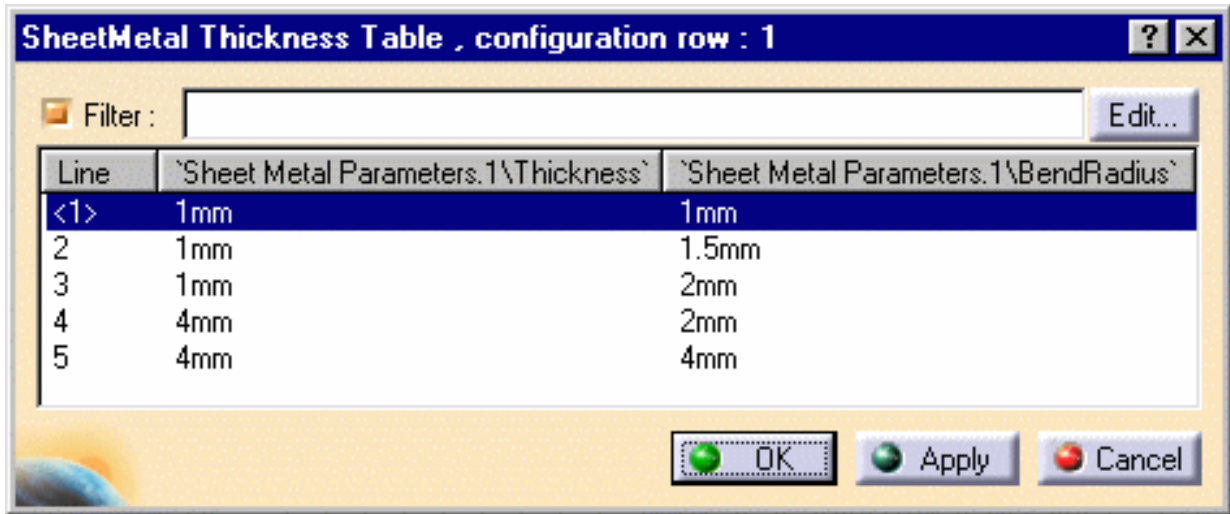 SheetMetal Thickness Table , configuration row : 1
Filter : Edit...
Line `Sheet Metal Parameters.1\Thickness` `Sheet Metal Parameters.1\BendRadius`
<1> 1mm 1mm
2 1mm 1.5mm
3 1mm 2mm
4 4mm 2mm
5 4mm 4mm
OK Apply Cancel